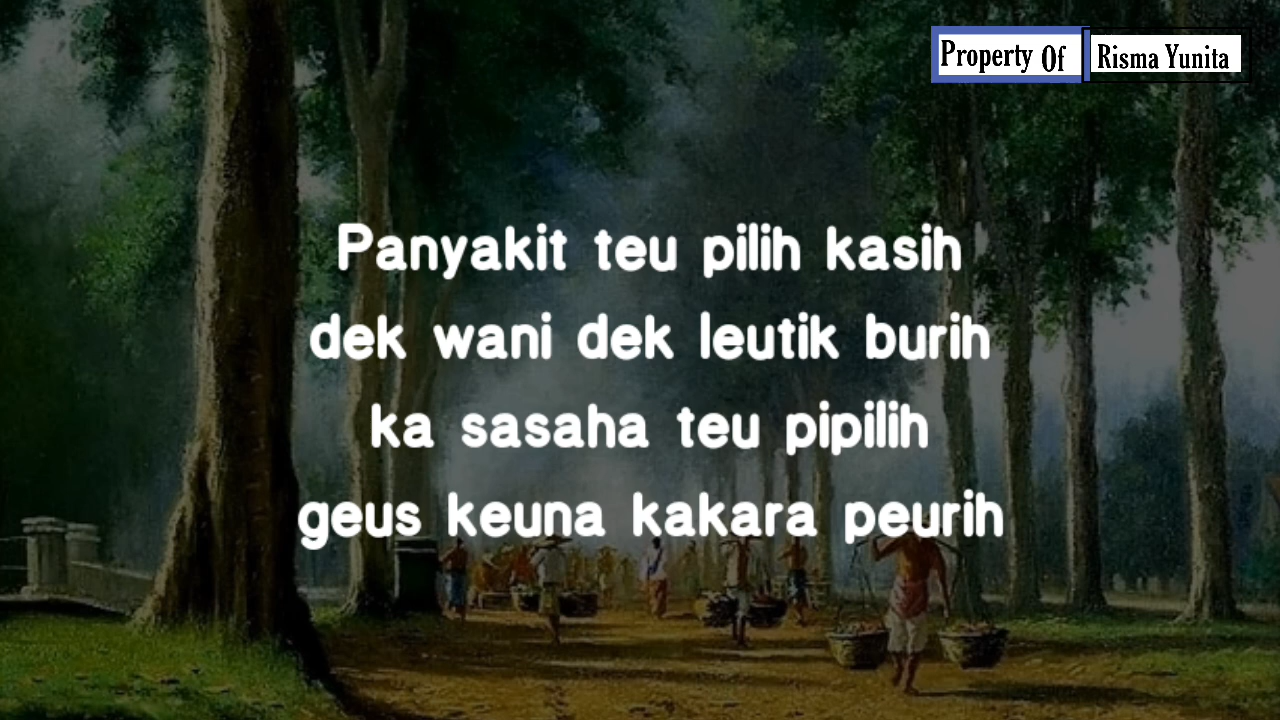 Property Of Risma Yunita
Panyakit teu pilih kasih
dek wani dek leutik burih
ka sasaha teu pipilih
geus keuna kakara peurih